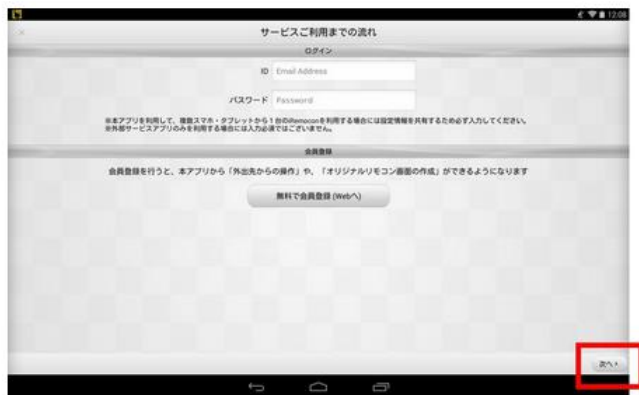 12:08
サービスご利用までの流れ
ログイン
ID Email Address
パスワード Password
※本アプリを利用して、複数スマホ・タブレットから1台のiRemoconを利用する場合には設定情報を共有するため必ず入力してください。
※外部サービスアプリのみを利用する場合には入力必須ではございません。
会員登録
会員登録を行うと、本アプリから「外出先からの操作」や、「オリジナルリモコン画面の作成」ができるようになります
無料で会員登録 (Webへ)
次へ